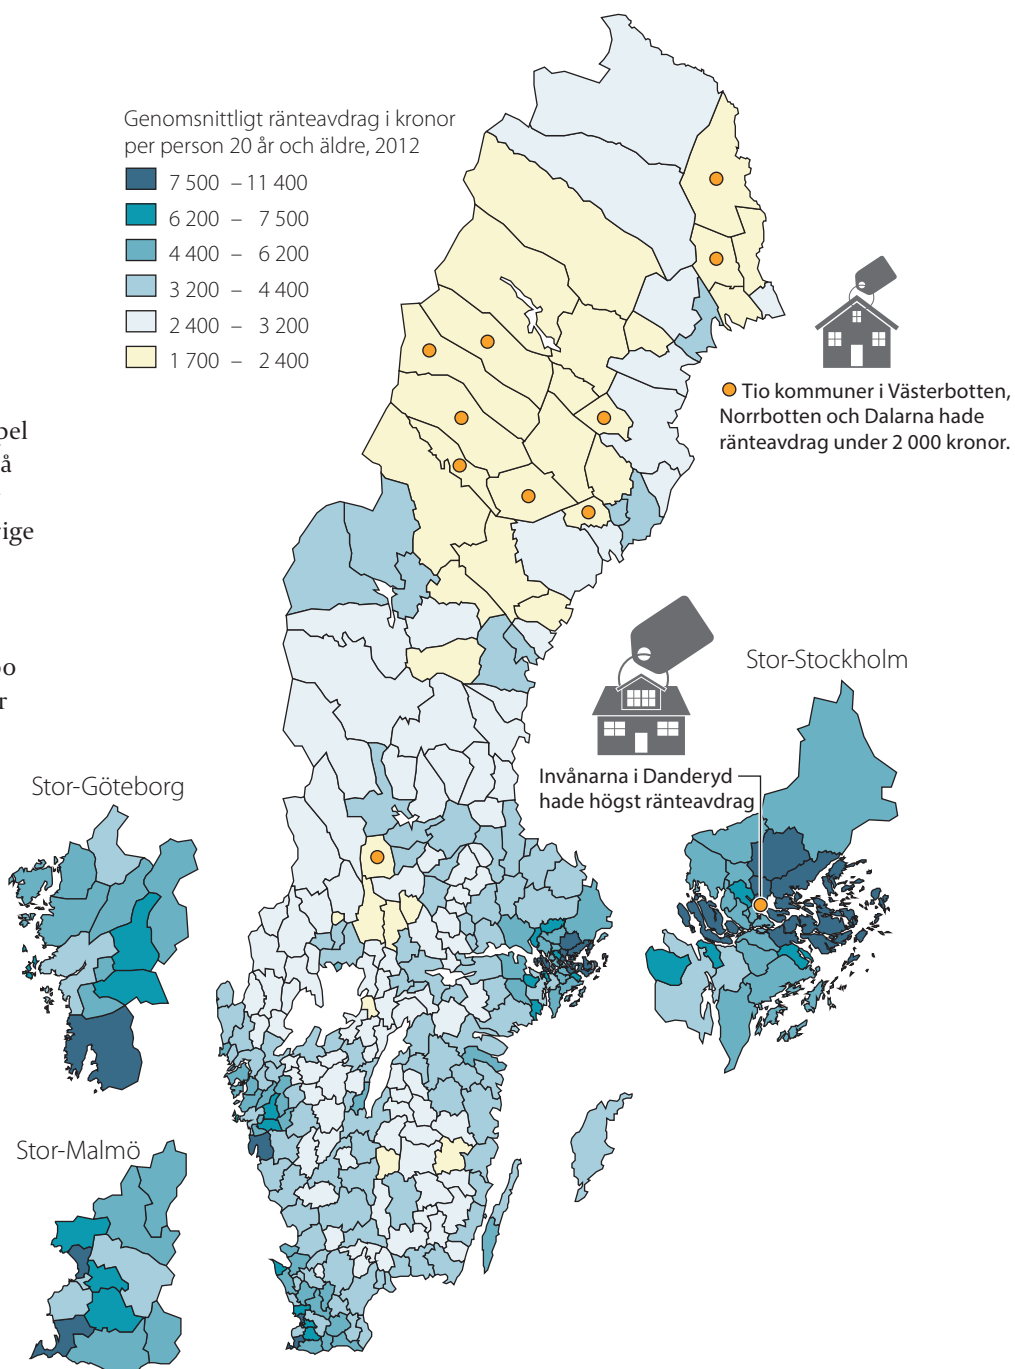 Genomsnittligt ränteavdrag i kronor
per person 20 år och äldre, 2012
7 500 – 11 400
6 200 – 7 500
4 400 – 6 200
3 200 – 4 400
2 400 – 3 200
1 700 – 2 400
Tio kommuner i Västerbotten,
Norrbotten och Dalarna hade
ränteavdrag under 2 000 kronor.
Stor-Stockholm
Invånarna i Danderyd
hade högst ränteavdrag
Stor-Göteborg
Stor-Malmö